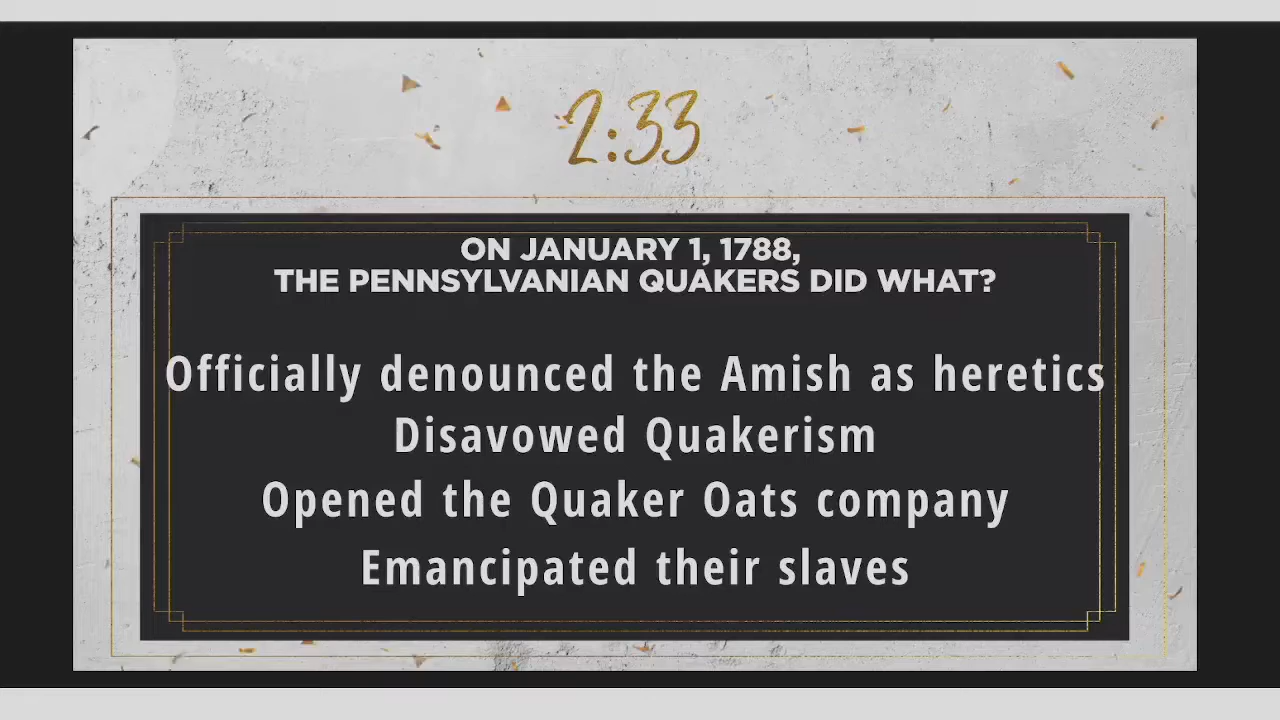 2:33
ON JANUARY 1, 1788,
THE PENNSYLVANIAN QUAKERS DID WHAT?
Officially denounced the Amish as heretics
Disavowed Quakerism
Opened the Quaker Oats company
Emancipated their slaves